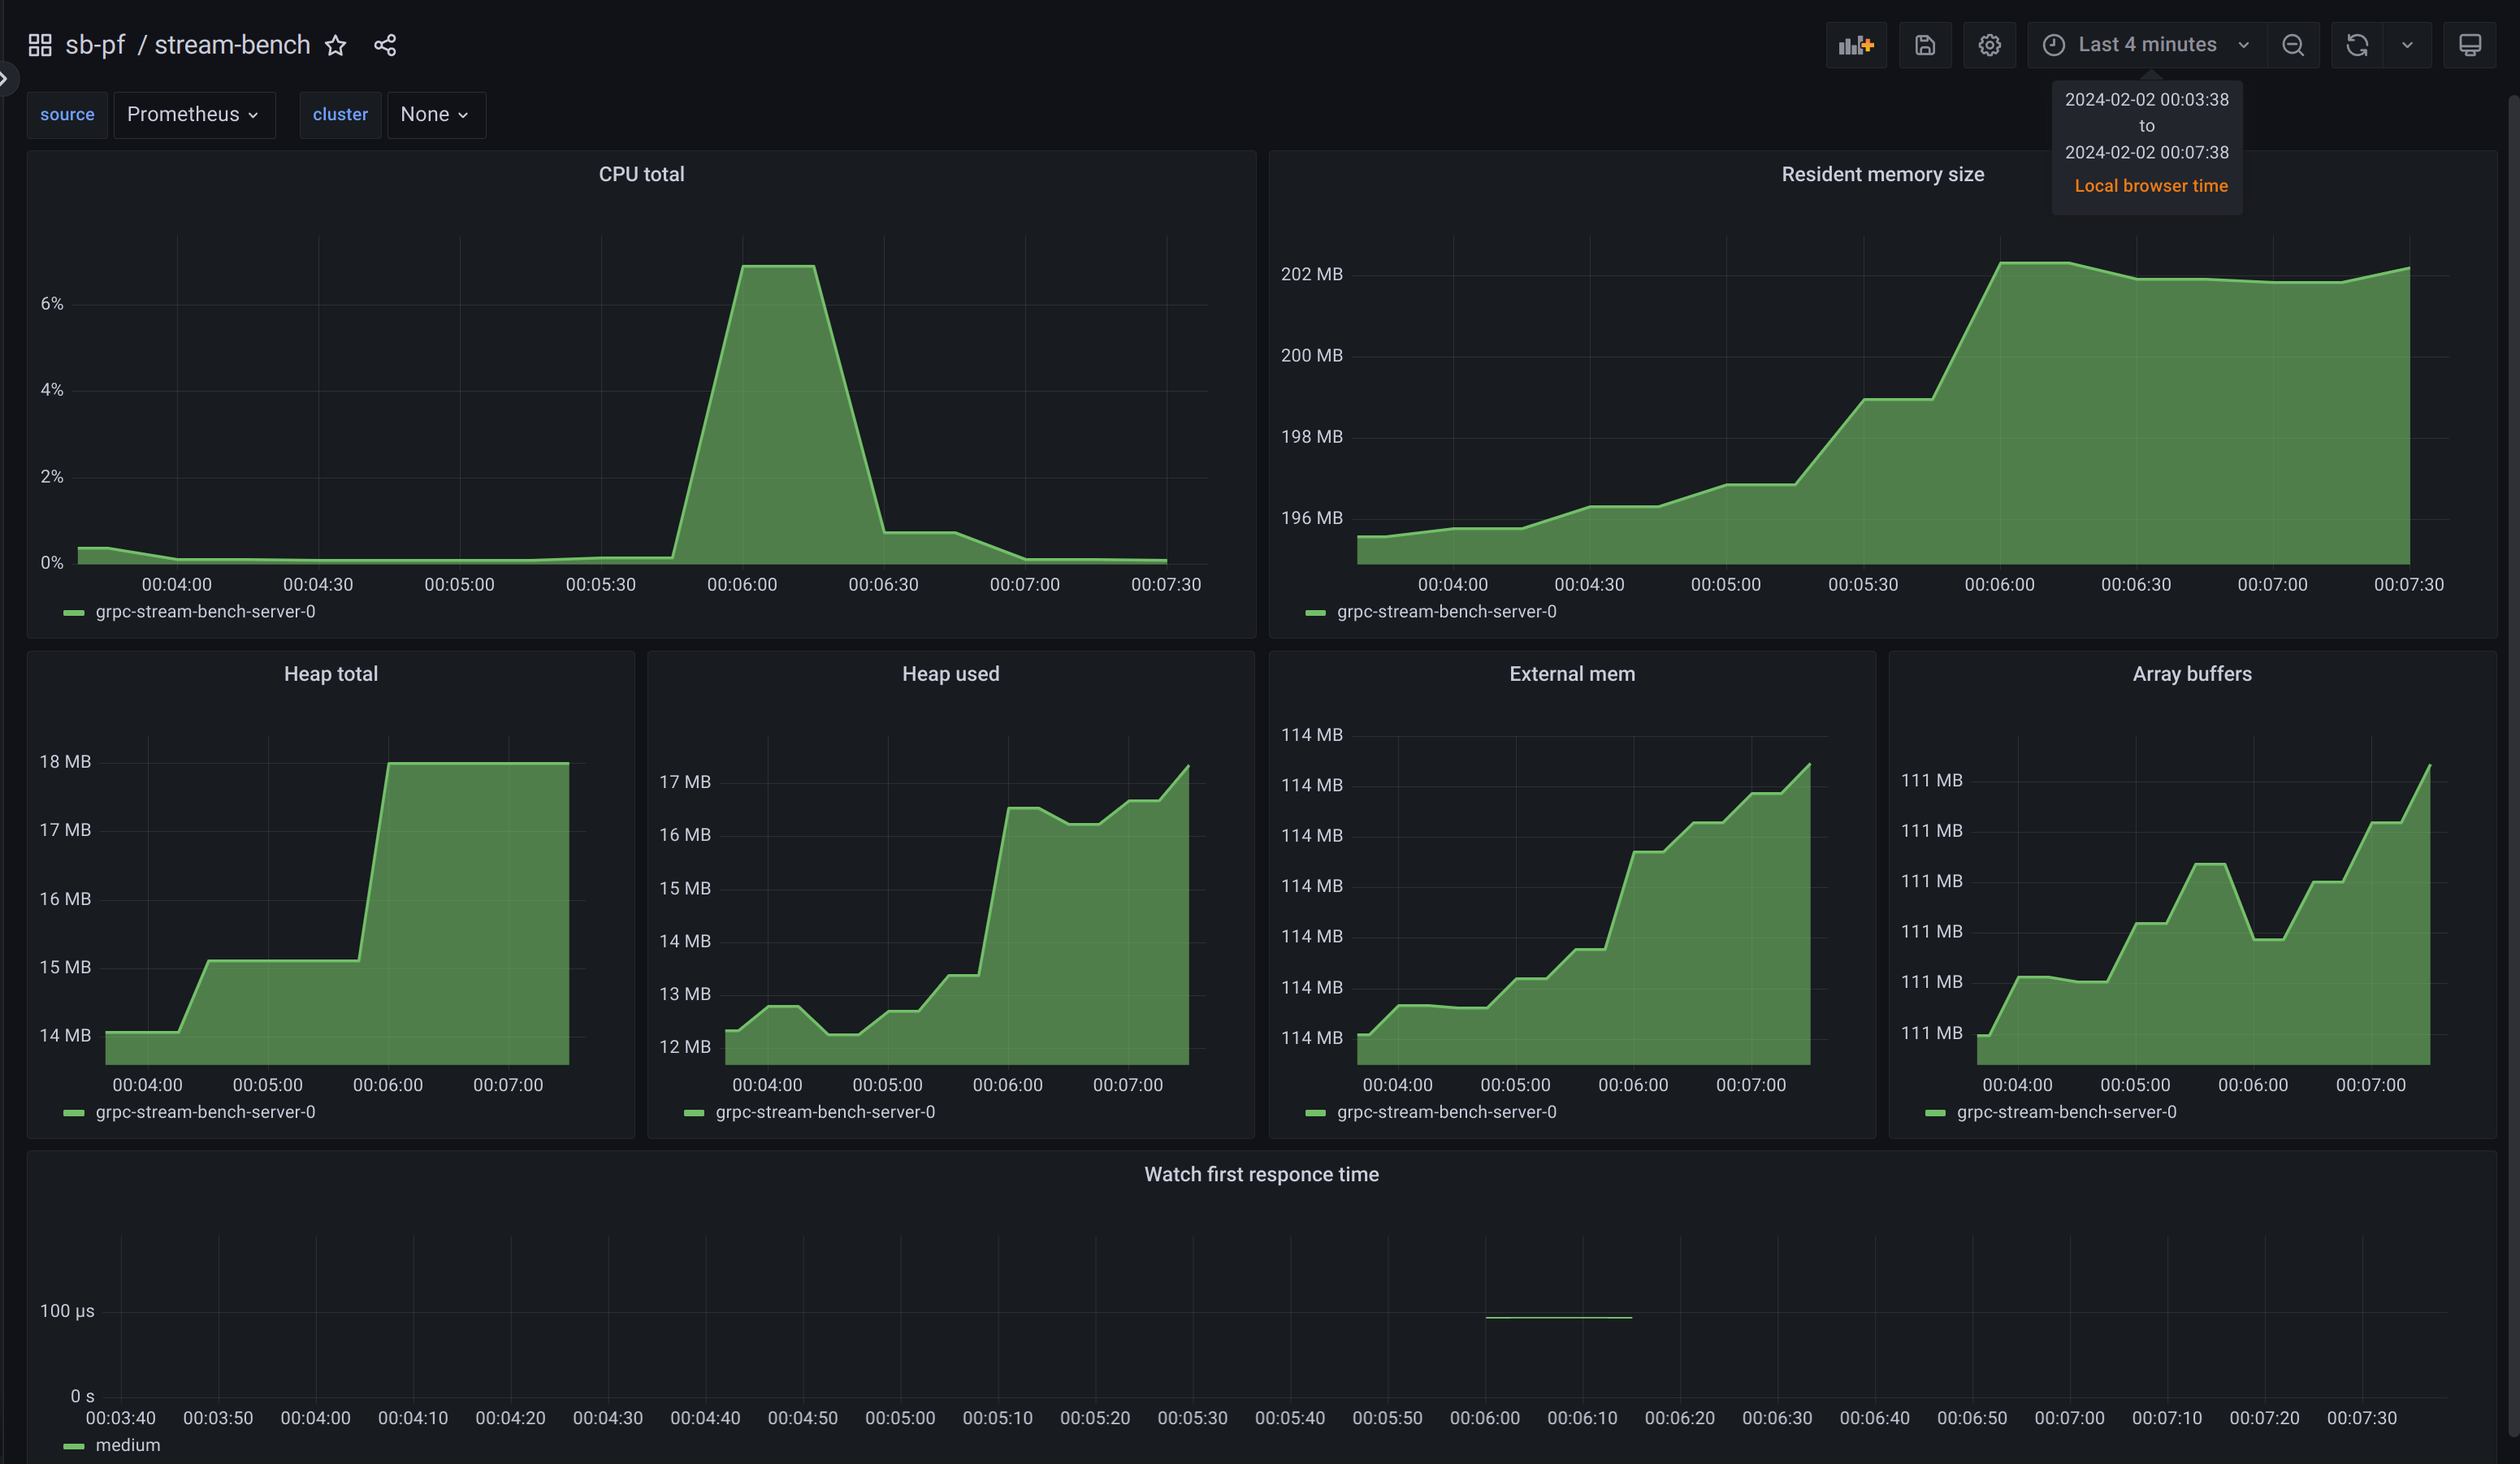 sb-pf / stream-bench
Last 4 minutes
2024-02-02 00:03:38
to
2024-02-02 00:07:38
Local browser time
source Prometheus cluster None
CPU total
6%
4%
2%
0%
00:04:00 00:04:30 00:05:00 00:05:30 00:06:00 00:06:30 00:07:00 00:07:30
grpc-stream-bench-server-0
Resident memory size
202 MB
200 MB
198 MB
196 MB
00:04:00 00:04:30 00:05:00 00:05:30 00:06:00 00:06:30 00:07:00 00:07:30
grpc-stream-bench-server-0
Heap total
18 MB
17 MB
16 MB
15 MB
14 MB
00:04:00 00:05:00 00:06:00 00:07:00
grpc-stream-bench-server-0
Heap used
17 MB
16 MB
15 MB
14 MB
13 MB
12 MB
00:04:00 00:05:00 00:06:00 00:07:00
grpc-stream-bench-server-0
External mem
114 MB
114 MB
114 MB
114 MB
114 MB
114 MB
114 MB
00:04:00 00:05:00 00:06:00 00:07:00
grpc-stream-bench-server-0
Array buffers
111 MB
111 MB
111 MB
111 MB
111 MB
111 MB
00:04:00 00:05:00 00:06:00 00:07:00
grpc-stream-bench-server-0
Watch first responce time
100 µs
0 s
00:03:40 00:03:50 00:04:00 00:04:10 00:04:20 00:04:30 00:04:40 00:04:50 00:05:00 00:05:10 00:05:20 00:05:30 00:05:40 00:05:50 00:06:00 00:06:10 00:06:20 00:06:30 00:06:40 00:06:50 00:07:00 00:07:10 00:07:20 00:07:30
medium